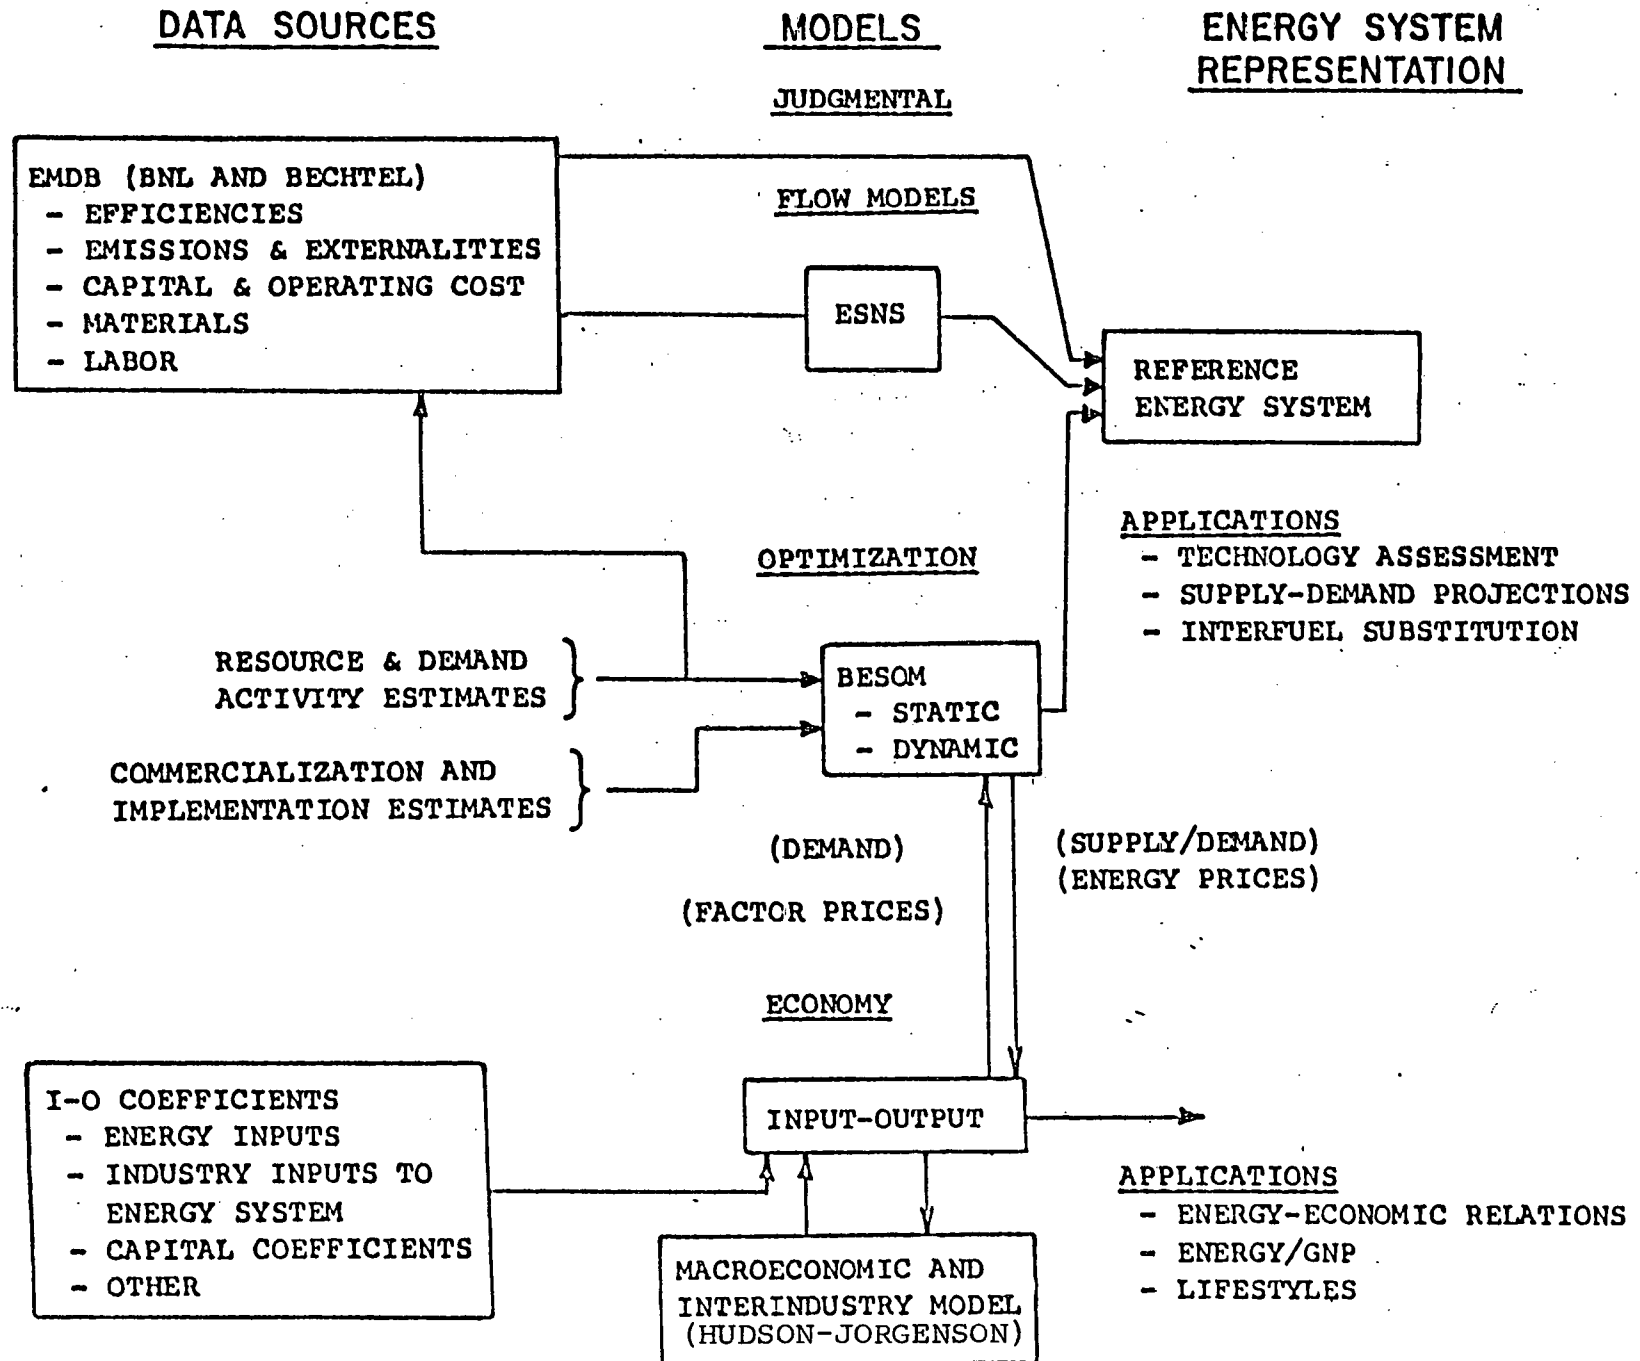 DATA SOURCES
MODELS
ENERGY SYSTEM
REPRESENTATION
JUDGMENTAL
EMDB (BNL AND BECHTEL)
- EFFICIENCIES
- EMISSIONS & EXTERNALITIES
- CAPITAL & OPERATING COST
- MATERIALS
- LABOR
FLOW MODELS
ESNS
REFERENCE
ENERGY SYSTEM
APPLICATIONS
- TECHNOLOGY ASSESSMENT
- SUPPLY-DEMAND PROJECTIONS
- INTERFUEL SUBSTITUTION
OPTIMIZATION
RESOURCE & DEMAND
ACTIVITY ESTIMATES
BESOM
- STATIC
- DYNAMIC
COMMERCIALIZATION AND
IMPLEMENTATION ESTIMATES
(DEMAND)
(FACTOR PRICES)
(SUPPLY/DEMAND)
(ENERGY PRICES)
ECONOMY
I-O COEFFICIENTS
- ENERGY INPUTS
- INDUSTRY INPUTS TO
ENERGY SYSTEM
- CAPITAL COEFFICIENTS
- OTHER
INPUT-OUTPUT
MACROECONOMIC AND
INTERINDUSTRY MODEL
(HUDSON-JORGENSON)
APPLICATIONS
- ENERGY-ECONOMIC RELATIONS
- ENERGY/GNP
- LIFESTYLES